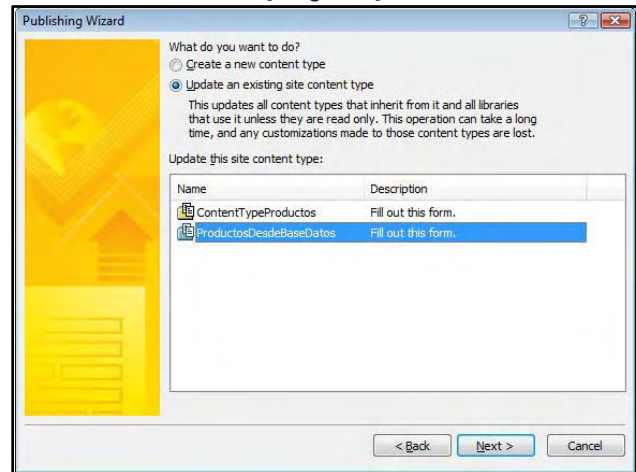 Publishing Wizard
What do you want to do?
Create a new content type
Update an existing site content type
This updates all content types that inherit from it and all libraries
that use it unless they are read only. This operation can take a long
time, and any customizations made to those content types are lost.
Update this site content type:
Name Description
ContentTypeProductos Fill out this form.
ProductosDesdeBaseDatos Fill out this form.
< Back Next > Cancel